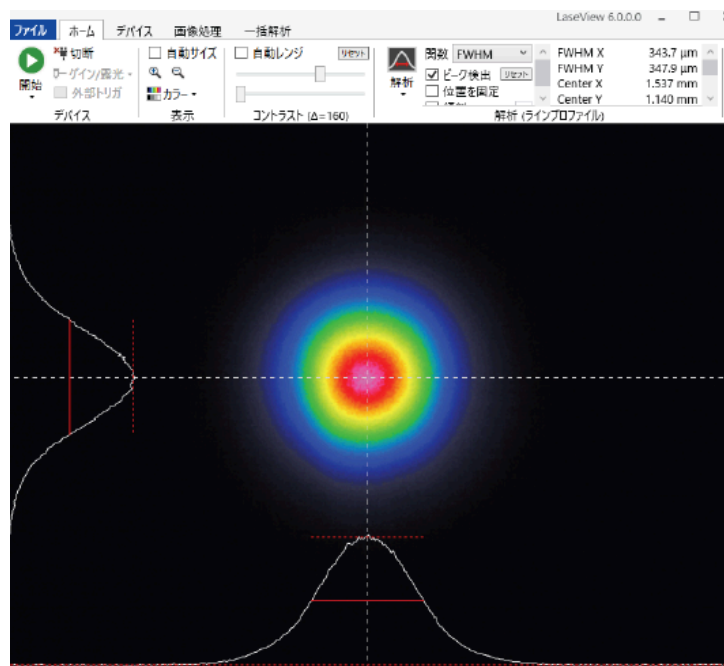 LaseView 6.0.0.0
ファイル ホーム デバイス 画像処理 一括解析
開始
切断
ゲイン/露光
外部トリガ
デバイス
自動サイズ
カラー
表示
自動レンジ リセット
コントラスト (Δ=160)
解析
関数 FWHM
ピーク検出 リセット
位置を固定
FWHM X 343.7 µm
FWHM Y 347.9 µm
Center X 1.537 mm
Center Y 1.140 mm
解析 (ラインプロファイル)